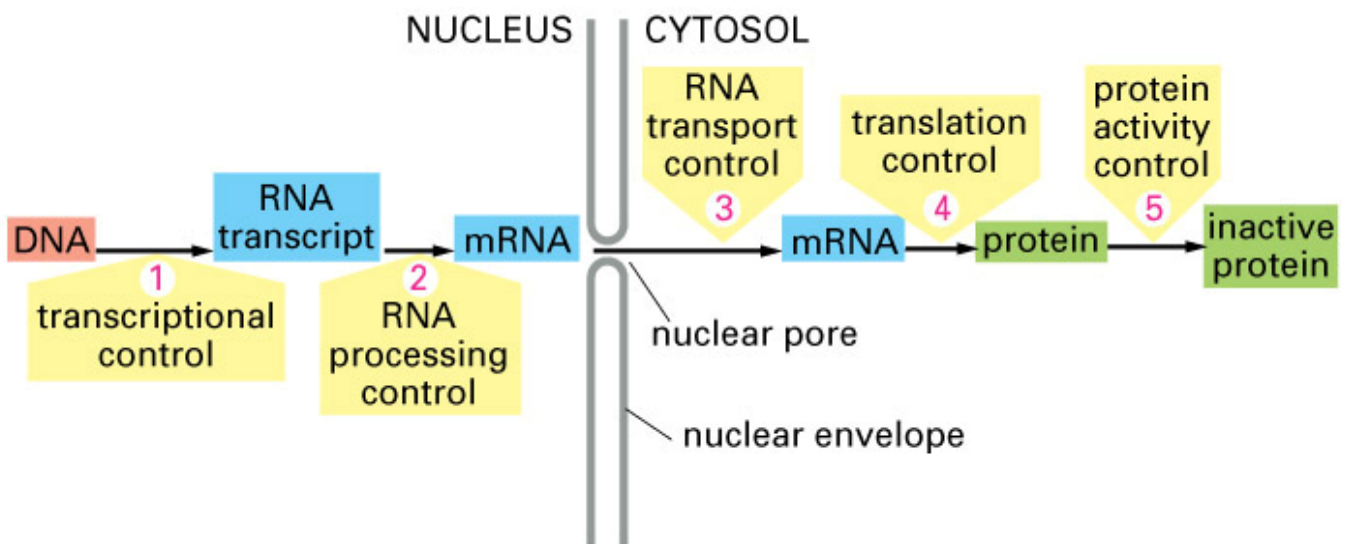 NUCLEUS
CYTOSOL
DNA
1
transcriptional
control
RNA
transcript
2
RNA
processing
control
mRNA
RNA
transport
control
3
mRNA
translation
control
4
protein
protein
activity
control
5
inactive
protein
nuclear pore
nuclear envelope